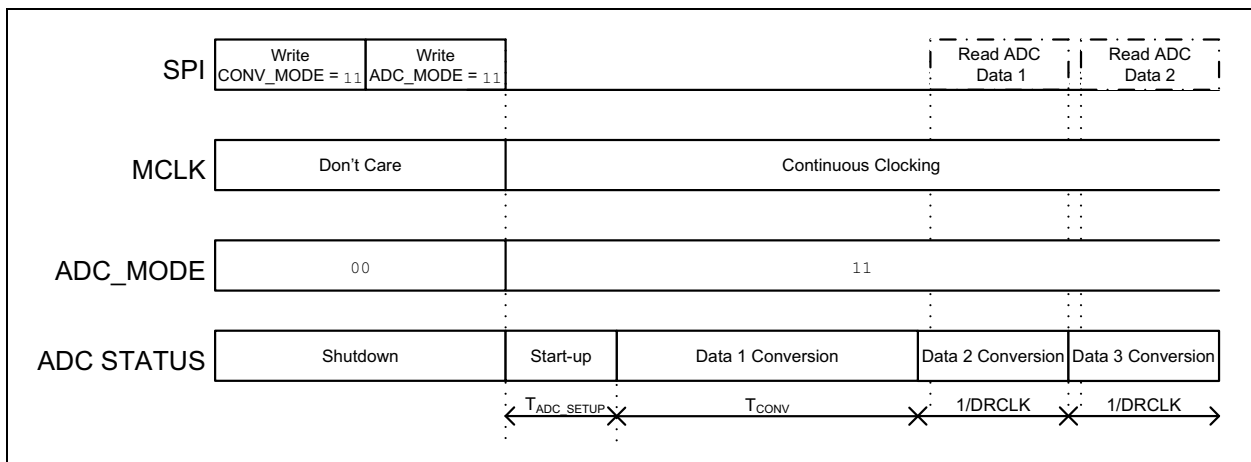 SPI
Write
CONV_MODE = 11
Write
ADC_MODE = 11
Read ADC
Data 1
Read ADC
Data 2
MCLK
Don't Care
Continuous Clocking
ADC_MODE
00
11
ADC STATUS
Shutdown
Start-up
Data 1 Conversion
Data 2 Conversion
Data 3 Conversion
TADC_SETUP
TCONV
1/DRCLK
1/DRCLK